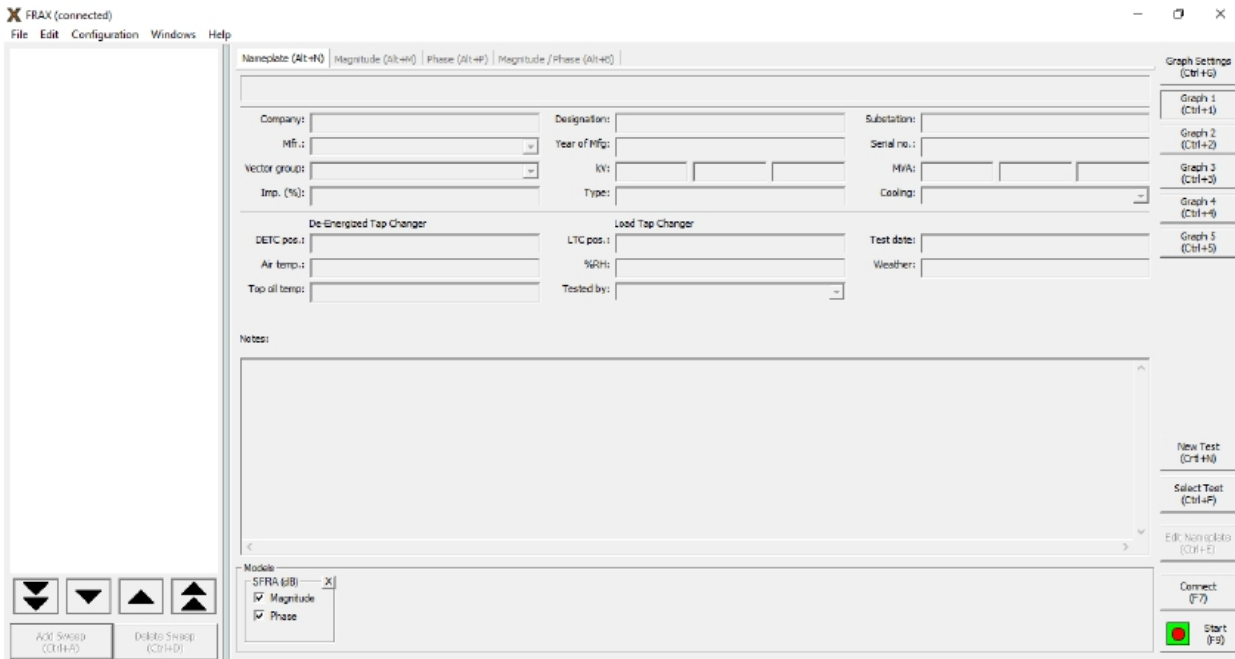 FRAX (connected)
File Edit Configuration Windows Help
Nameplate (Alt+N) Magnitude (Alt+M) Phase (Alt+P) Magnitude / Phase (Alt+B)
Company: Designation: Substation:
Mfr.: Year of Mfg: Serial no.:
Vector group: kV: MVA:
Imp. (%): Type: Cooling:
De-Energized Tap Changer Load Tap Changer
DETC pos.: LTC pos.: Test date:
Air temp.: %RH: Weather:
Top oil temp: Tested by:
Notes:
Models
SFRA (dB) X
Magnitude
Phase
Add Sweep
(Ctrl+A)
Delete Sweep
(Ctrl+D)
Graph Settings
(Ctrl+G)
Graph 1
(Ctrl+1)
Graph 2
(Ctrl+2)
Graph 3
(Ctrl+3)
Graph 4
(Ctrl+4)
Graph 5
(Ctrl+5)
New Test
(Crtl+N)
Select Test
(Ctrl+F)
Edit Nameplate
(Ctrl+E)
Connect
(F7)
Start
(F9)